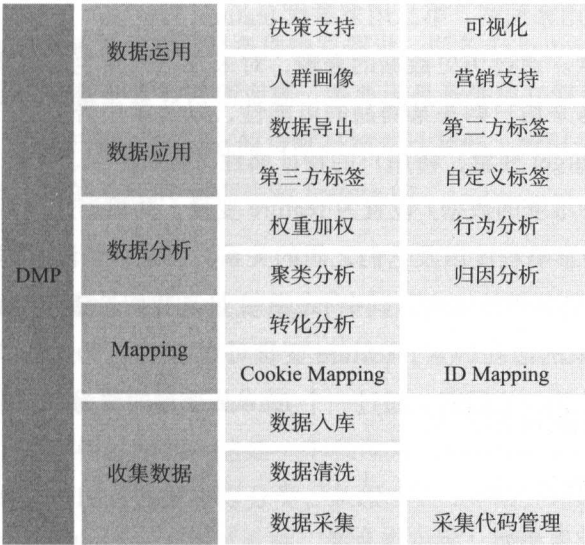 DMP
数据运用
决策支持 可视化
人群画像 营销支持
数据应用
数据导出 第二方标签
第三方标签 自定义标签
数据分析
权重加权 行为分析
聚类分析 归因分析
转化分析
Mapping
Cookie Mapping ID Mapping
收集数据
数据入库
数据清洗
数据采集 采集代码管理